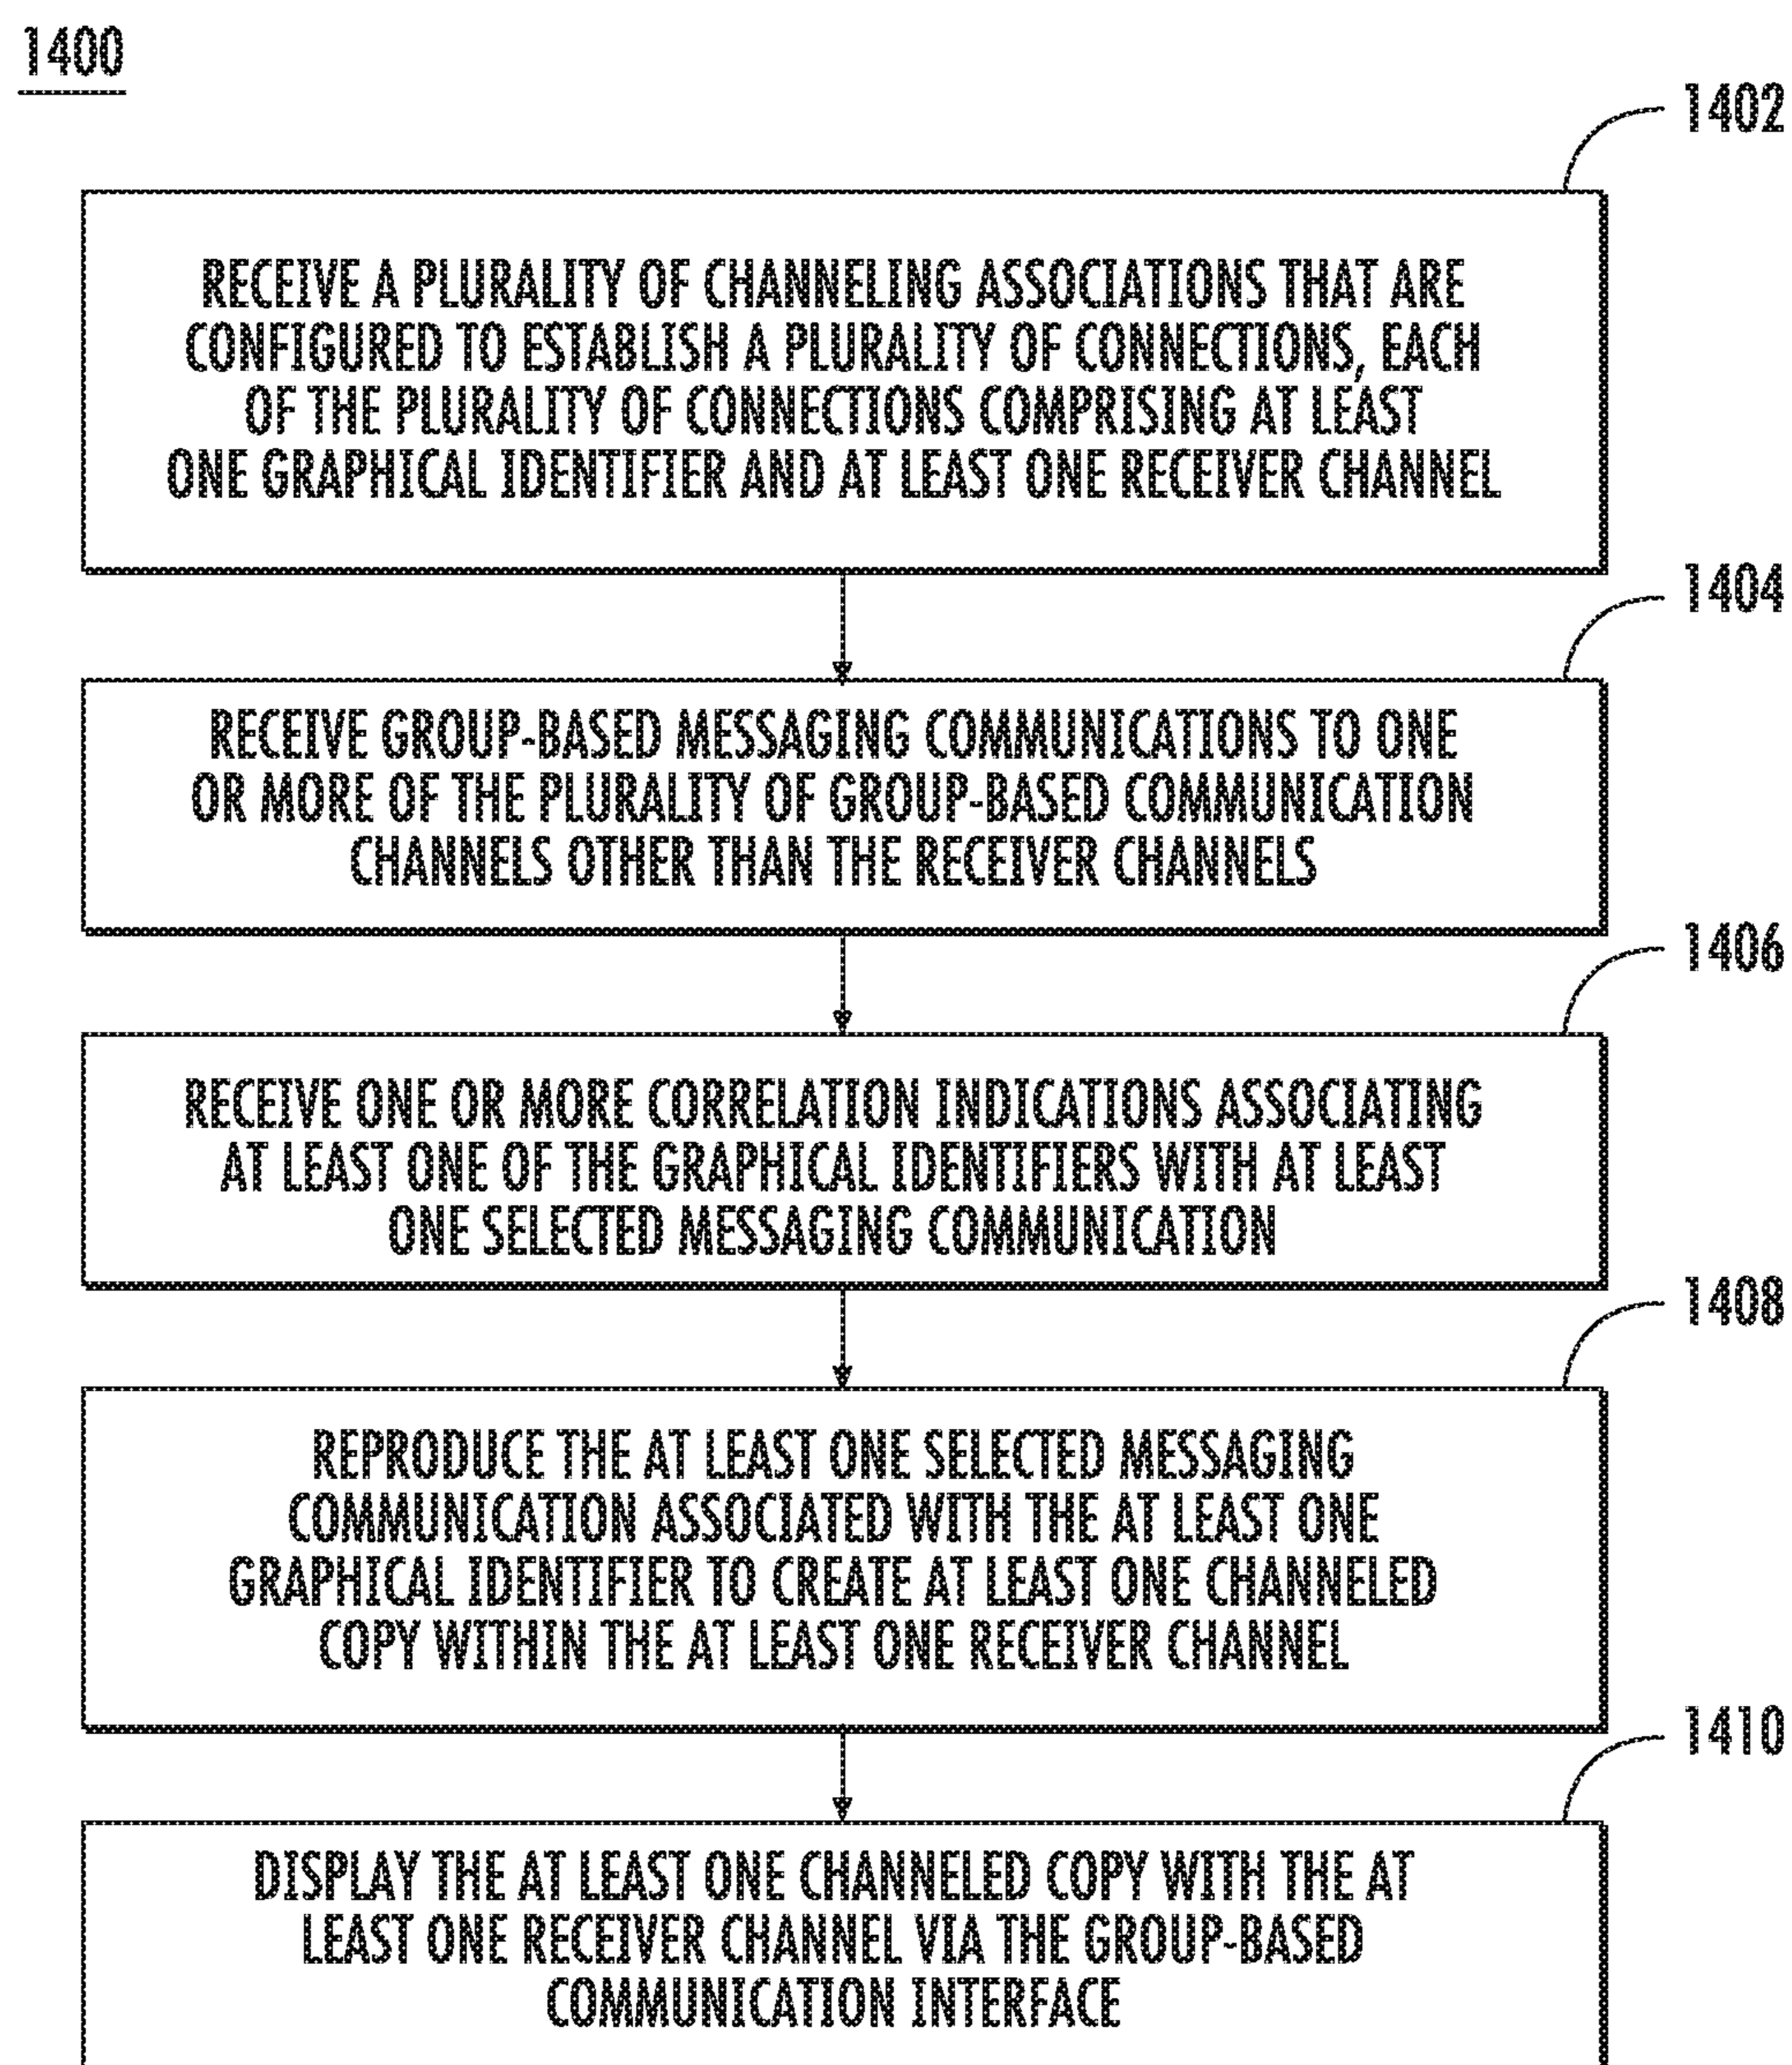 1400
1402
RECEIVE A PLURALITY OF CHANNELING ASSOCIATIONS THAT ARE
CONFIGURED TO ESTABLISH A PLURALITY OF CONNECTIONS, EACH
OF THE PLURALITY OF CONNECTIONS COMPRISING AT LEAST
ONE GRAPHICAL IDENTIFIER AND AT LEAST ONE RECEIVER CHANNEL
1404
RECEIVE GROUP-BASED MESSAGING COMMUNICATIONS TO ONE
OR MORE OF THE PLURALITY OF GROUP-BASED COMMUNICATION
CHANNELS OTHER THAN THE RECEIVER CHANNELS
1406
RECEIVE ONE OR MORE CORRELATION INDICATIONS ASSOCIATING
AT LEAST ONE OF THE GRAPHICAL IDENTIFIERS WITH AT LEAST
ONE SELECTED MESSAGING COMMUNICATION
1408
REPRODUCE THE AT LEAST ONE SELECTED MESSAGING
COMMUNICATION ASSOCIATED WITH THE AT LEAST ONE
GRAPHICAL IDENTIFIER TO CREATE AT LEAST ONE CHANNELED
COPY WITHIN THE AT LEAST ONE RECEIVER CHANNEL
1410
DISPLAY THE AT LEAST ONE CHANNELED COPY WITH THE AT
LEAST ONE RECEIVER CHANNEL VIA THE GROUP-BASED
COMMUNICATION INTERFACE